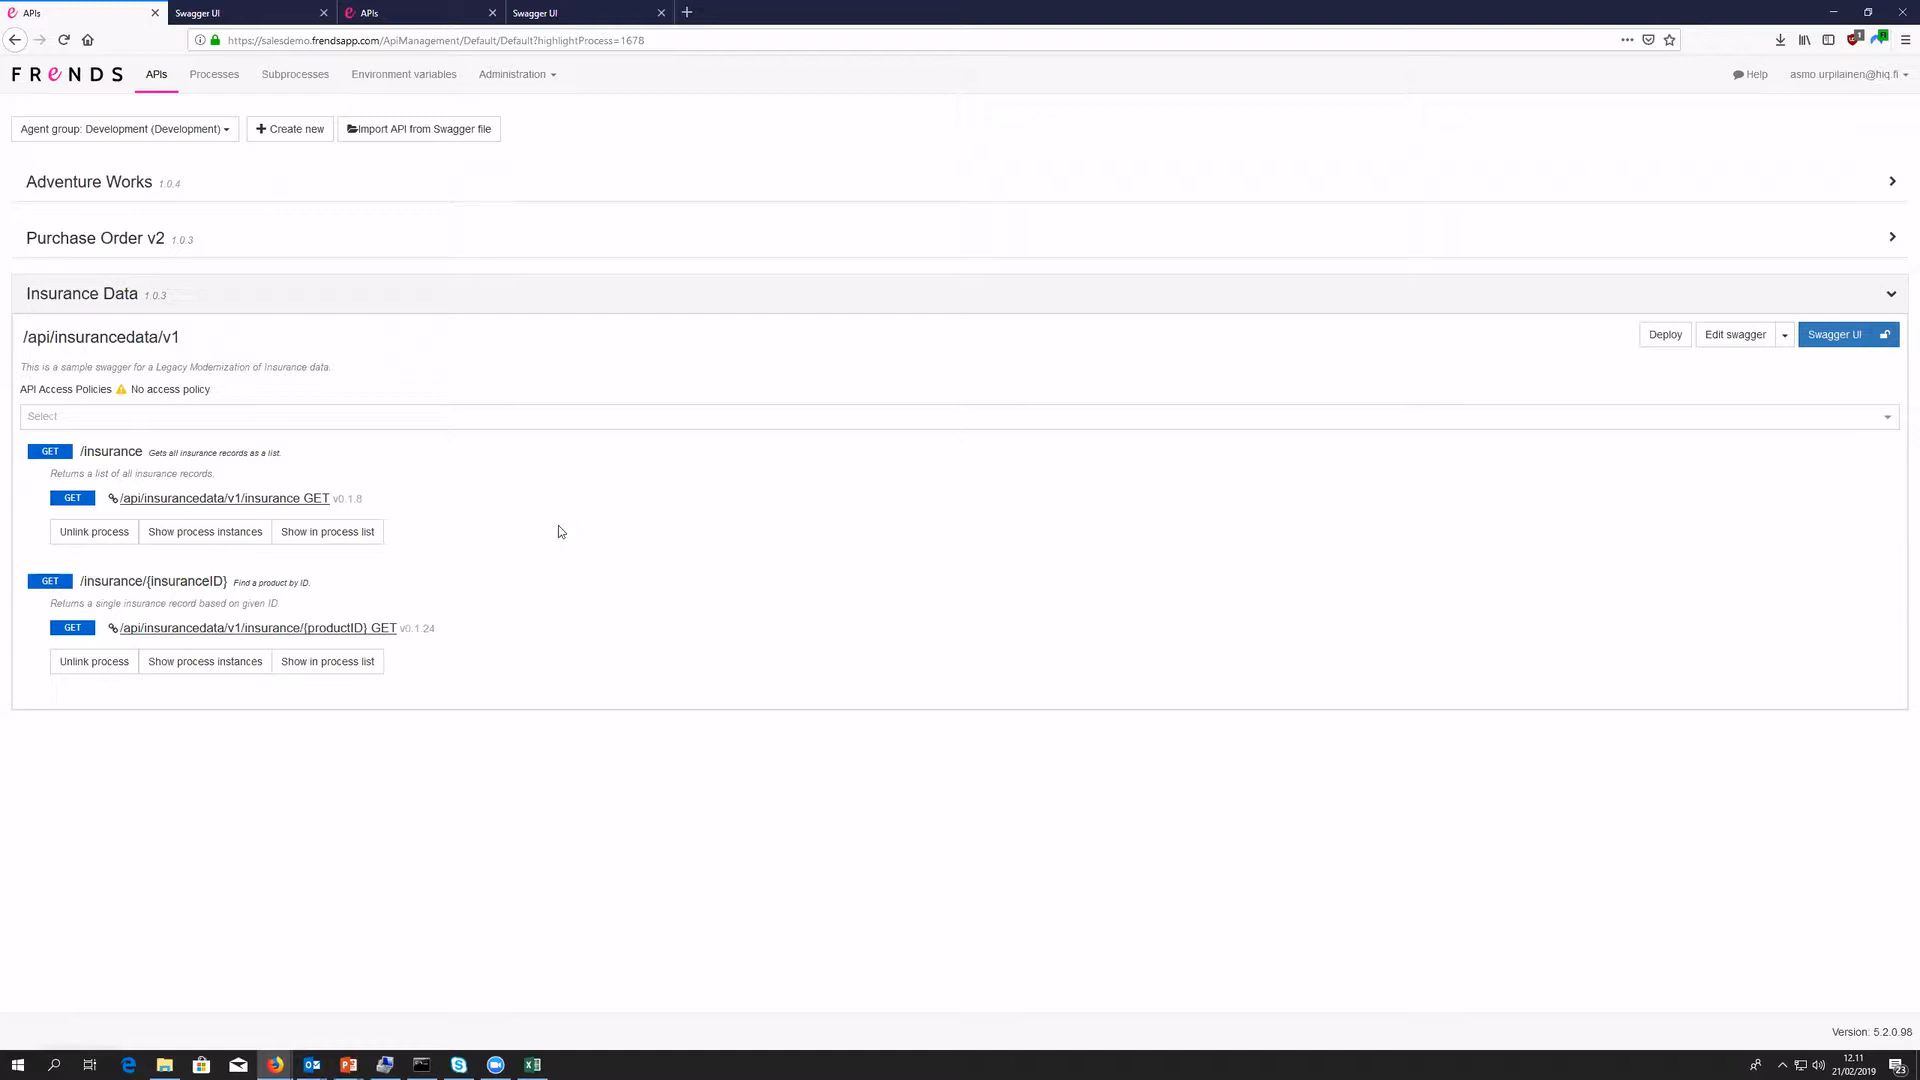 APIs
Swagger UI
APIs
Swagger UI
https://salesdemo.frendsapp.com/ApiManagement/Default/Default?highlightProcess=1678
FRENDS
APIs
Processes
Subprocesses
Environment variables
Administration
Help
asmo.urpilainen@hiq.fi
Agent group: Development (Development)
Create new
Import API from Swagger file
Adventure Works 1.0.4
Purchase Order v2 1.0.3
Insurance Data 1.0.3
/api/insurancedata/v1
Deploy
Edit swagger
Swagger UI
This is a sample swagger for a Legacy Modernization of Insurance data.
API Access Policies No access policy
Select
GET /insurance Gets all insurance records as a list.
Returns a list of all insurance records.
GET /api/insurancedata/v1/insurance GET v0.1.8
Unlink process
Show process instances
Show in process list
GET /insurance/{insuranceID} Find a product by ID.
Returns a single insurance record based on given ID
GET /api/insurancedata/v1/insurance/{productID} GET v0.1.24
Unlink process
Show process instances
Show in process list
Version: 5.2.0.98
12.11
21/02/2019
23